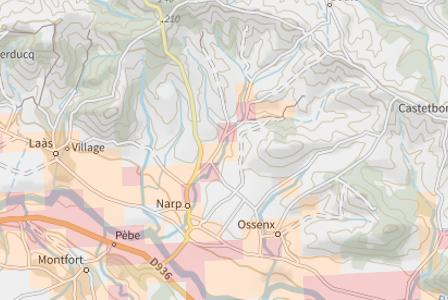 210
erducq
Castetbon
Laàs
Village
Narp
Ossenx
Pèbe
D936
Montfort